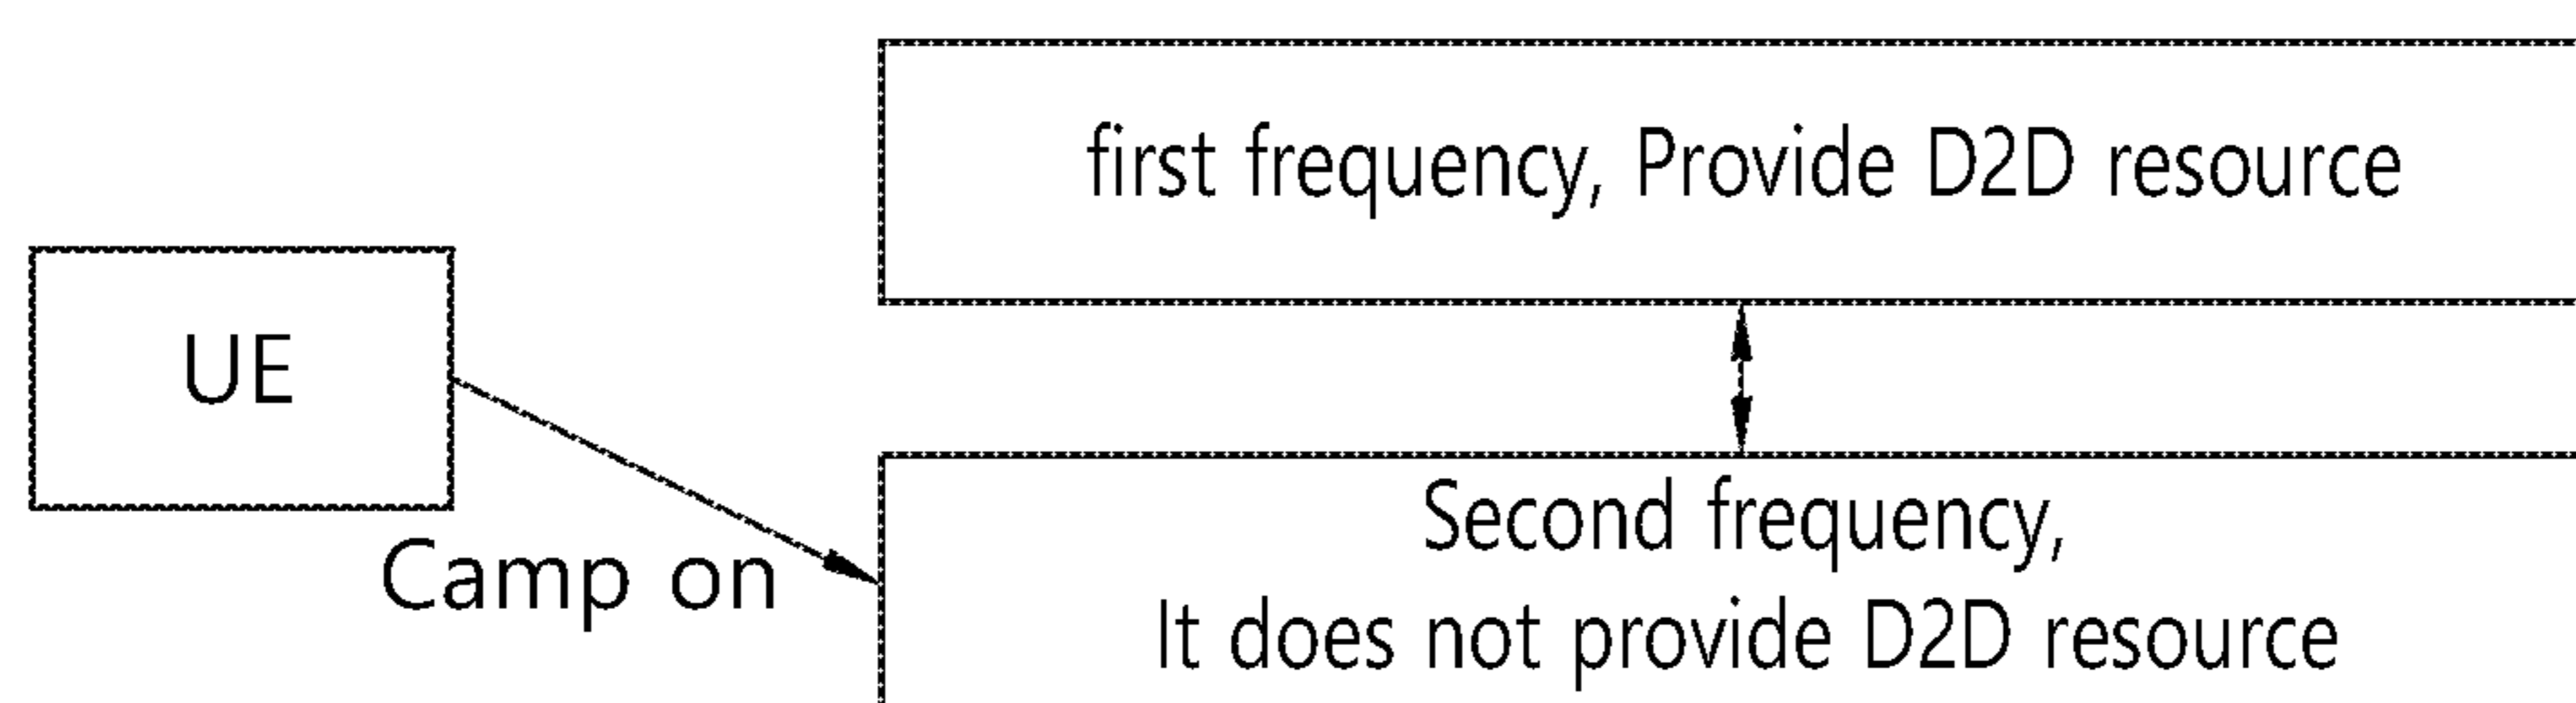 first frequency, Provide D2D resource
UE
Camp on
Second frequency,
It does not provide D2D resource